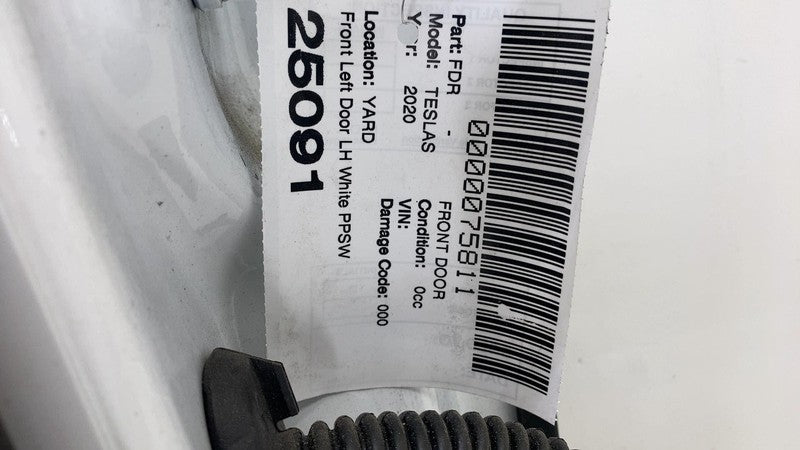 0000075811
Part: FDR - FRONT DOOR
Model: TESLAS Condition: 0cc
Year: 2020 VIN:
Damage Code: 000
Location: YARD
Front Left Door LH White PPSW
25091